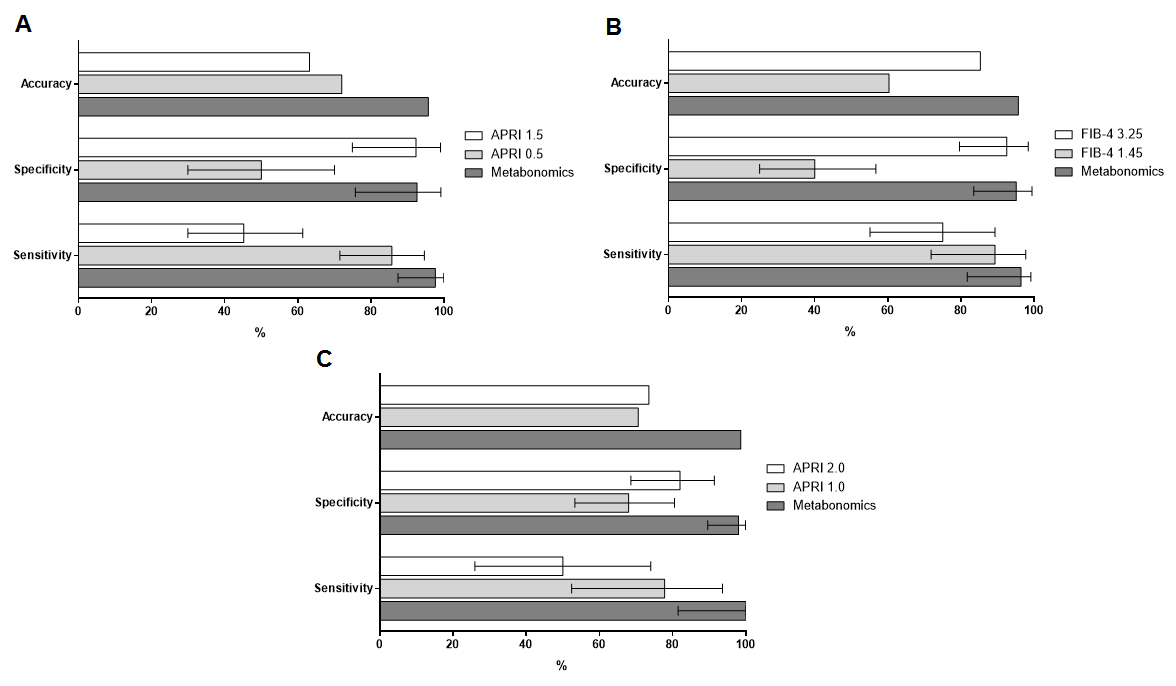 A
Accuracy
Specificity
Sensitivity
0 20 40 60 80 100
%
APRI 1.5
APRI 0.5
Metabonomics
B
Accuracy
Specificity
Sensitivity
0 20 40 60 80 100
%
FIB-4 3.25
FIB-4 1.45
Metabonomics
C
Accuracy
Specificity
Sensitivity
0 20 40 60 80 100
%
APRI 2.0
APRI 1.0
Metabonomics